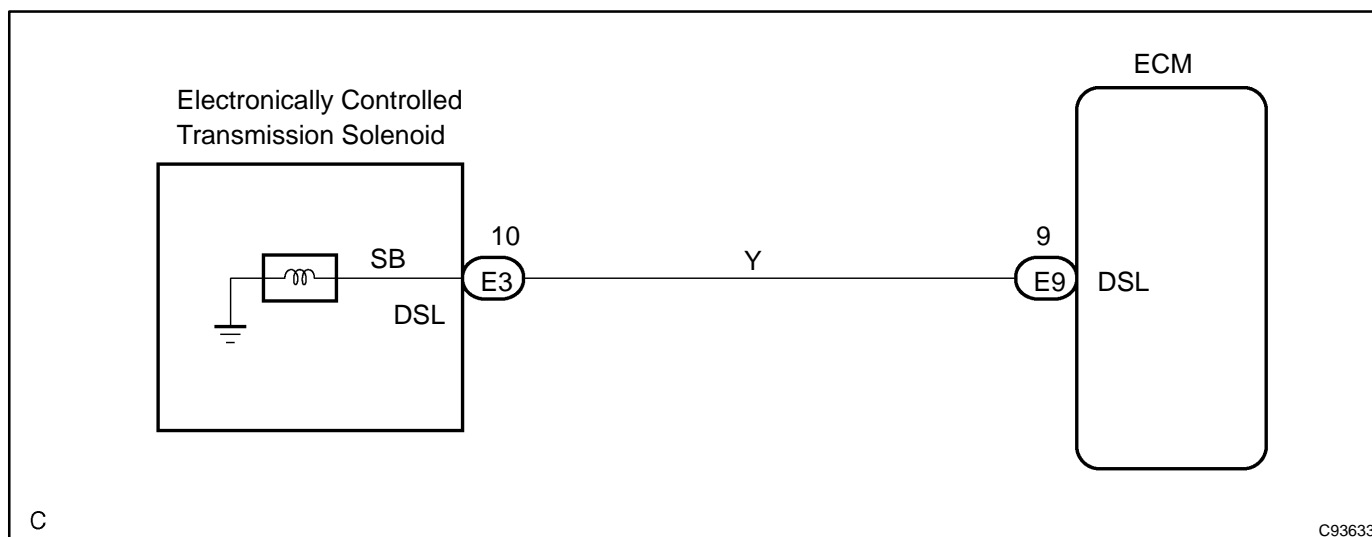 ECM
Electronically Controlled
Transmission Solenoid
10
9
SB
Y
E3
E9
DSL
DSL
C
C93633